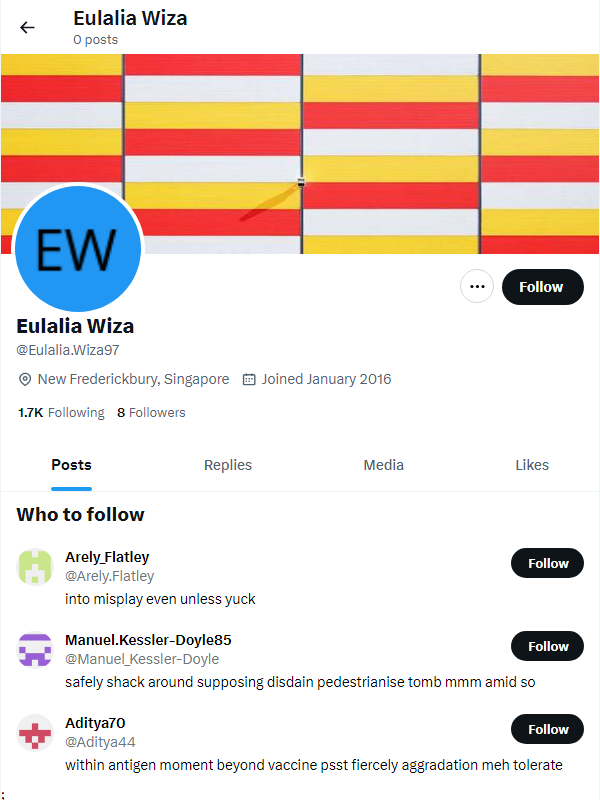 Eulalia Wiza
0 posts
EW
Follow
Eulalia Wiza
@Eulalia.Wiza97
New Frederickbury, Singapore Joined January 2016
1.7K Following 8 Followers
Posts Replies Media Likes
Who to follow
Arely_Flatley
@Arely.Flatley
Follow
into misplay even unless yuck
Manuel.Kessler-Doyle85
@Manuel_Kessler-Doyle
Follow
safely shack around supposing disdain pedestrianise tomb mmm amid so
Aditya70
@Aditya44
Follow
within antigen moment beyond vaccine psst fiercely aggradation meh tolerate
;